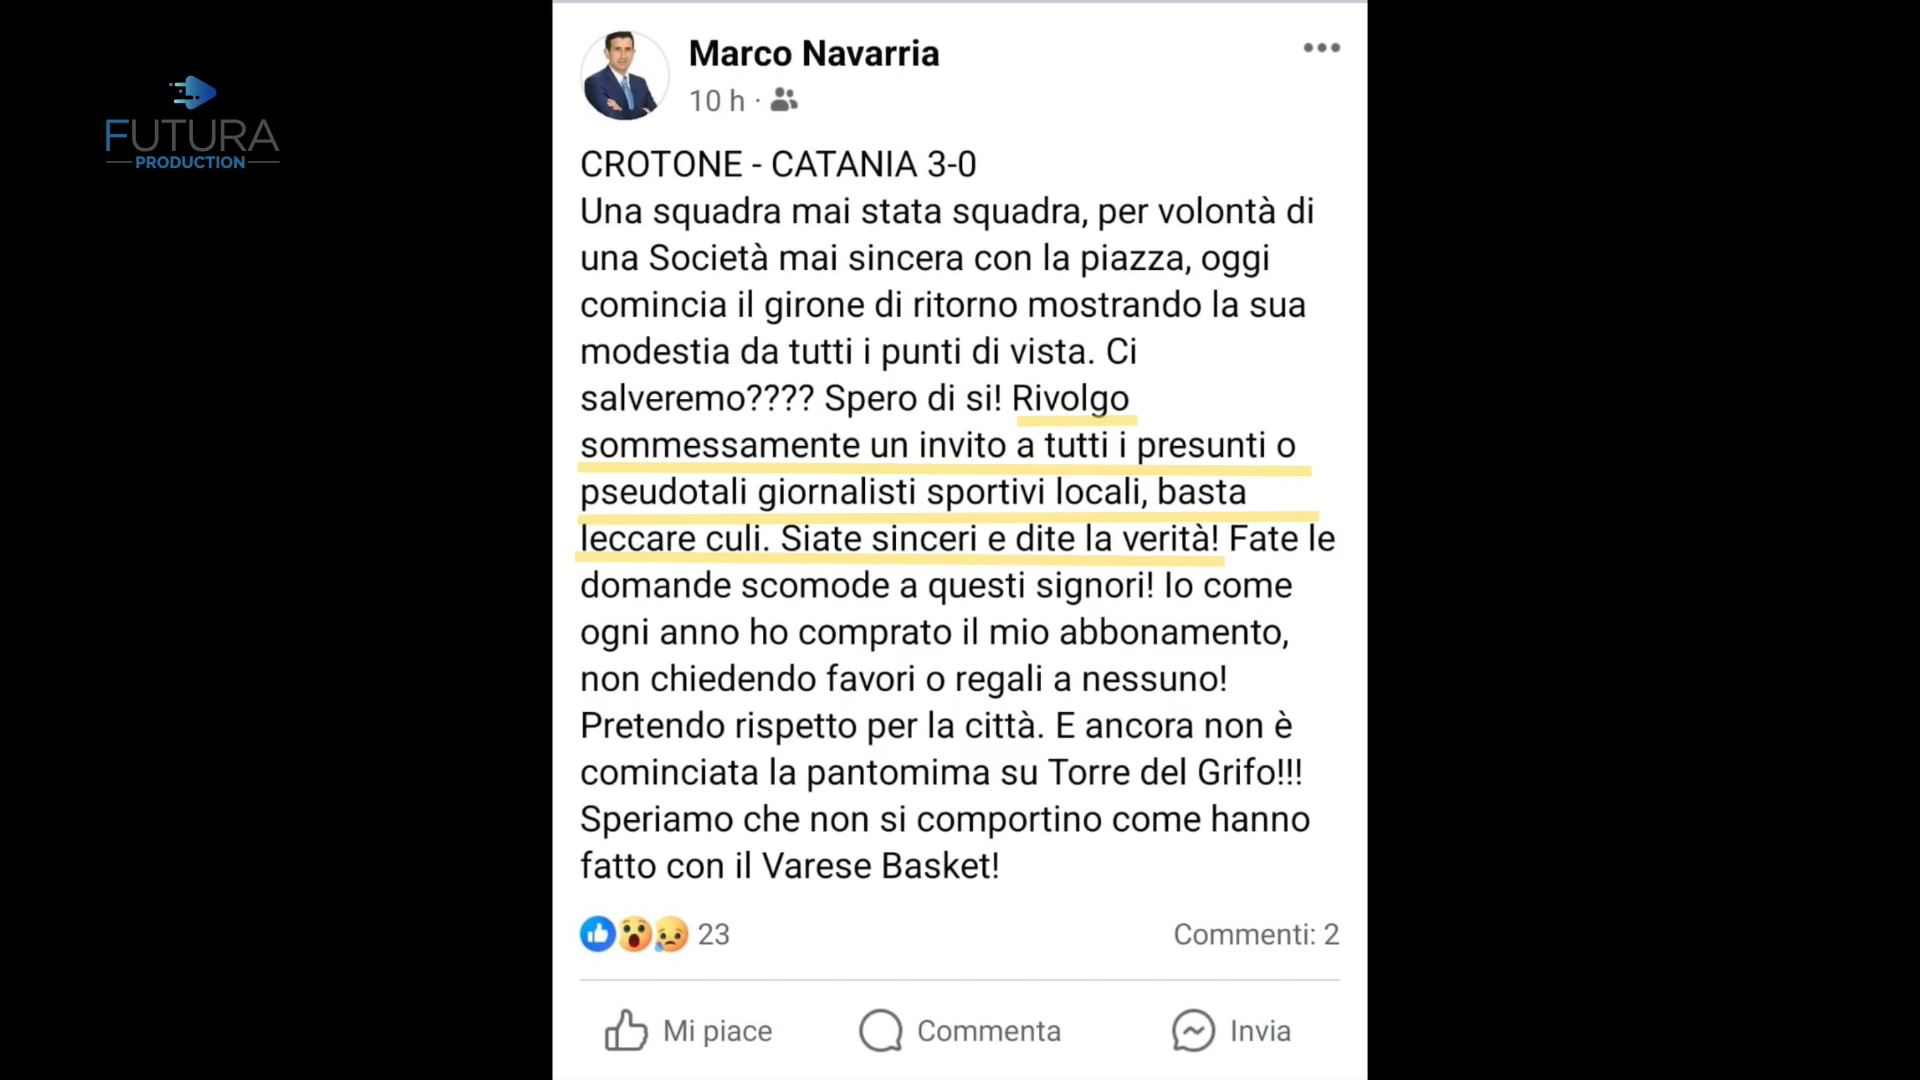 FUTURA
PRODUCTION
Marco Navarria
10 h ·
CROTONE - CATANIA 3-0
Una squadra mai stata squadra, per volontà di
una Società mai sincera con la piazza, oggi
comincia il girone di ritorno mostrando la sua
modestia da tutti i punti di vista. Ci
salveremo???? Spero di si! Rivolgo
sommessamente un invito a tutti i presunti o
pseudotali giornalisti sportivi locali, basta
leccare culi. Siate sinceri e dite la verità! Fate le
domande scomode a questi signori! Io come
ogni anno ho comprato il mio abbonamento,
non chiedendo favori o regali a nessuno!
Pretendo rispetto per la città. E ancora non è
cominciata la pantomima su Torre del Grifo!!!
Speriamo che non si comportino come hanno
fatto con il Varese Basket!
23
Commenti: 2
Mi piace
Commenta
Invia